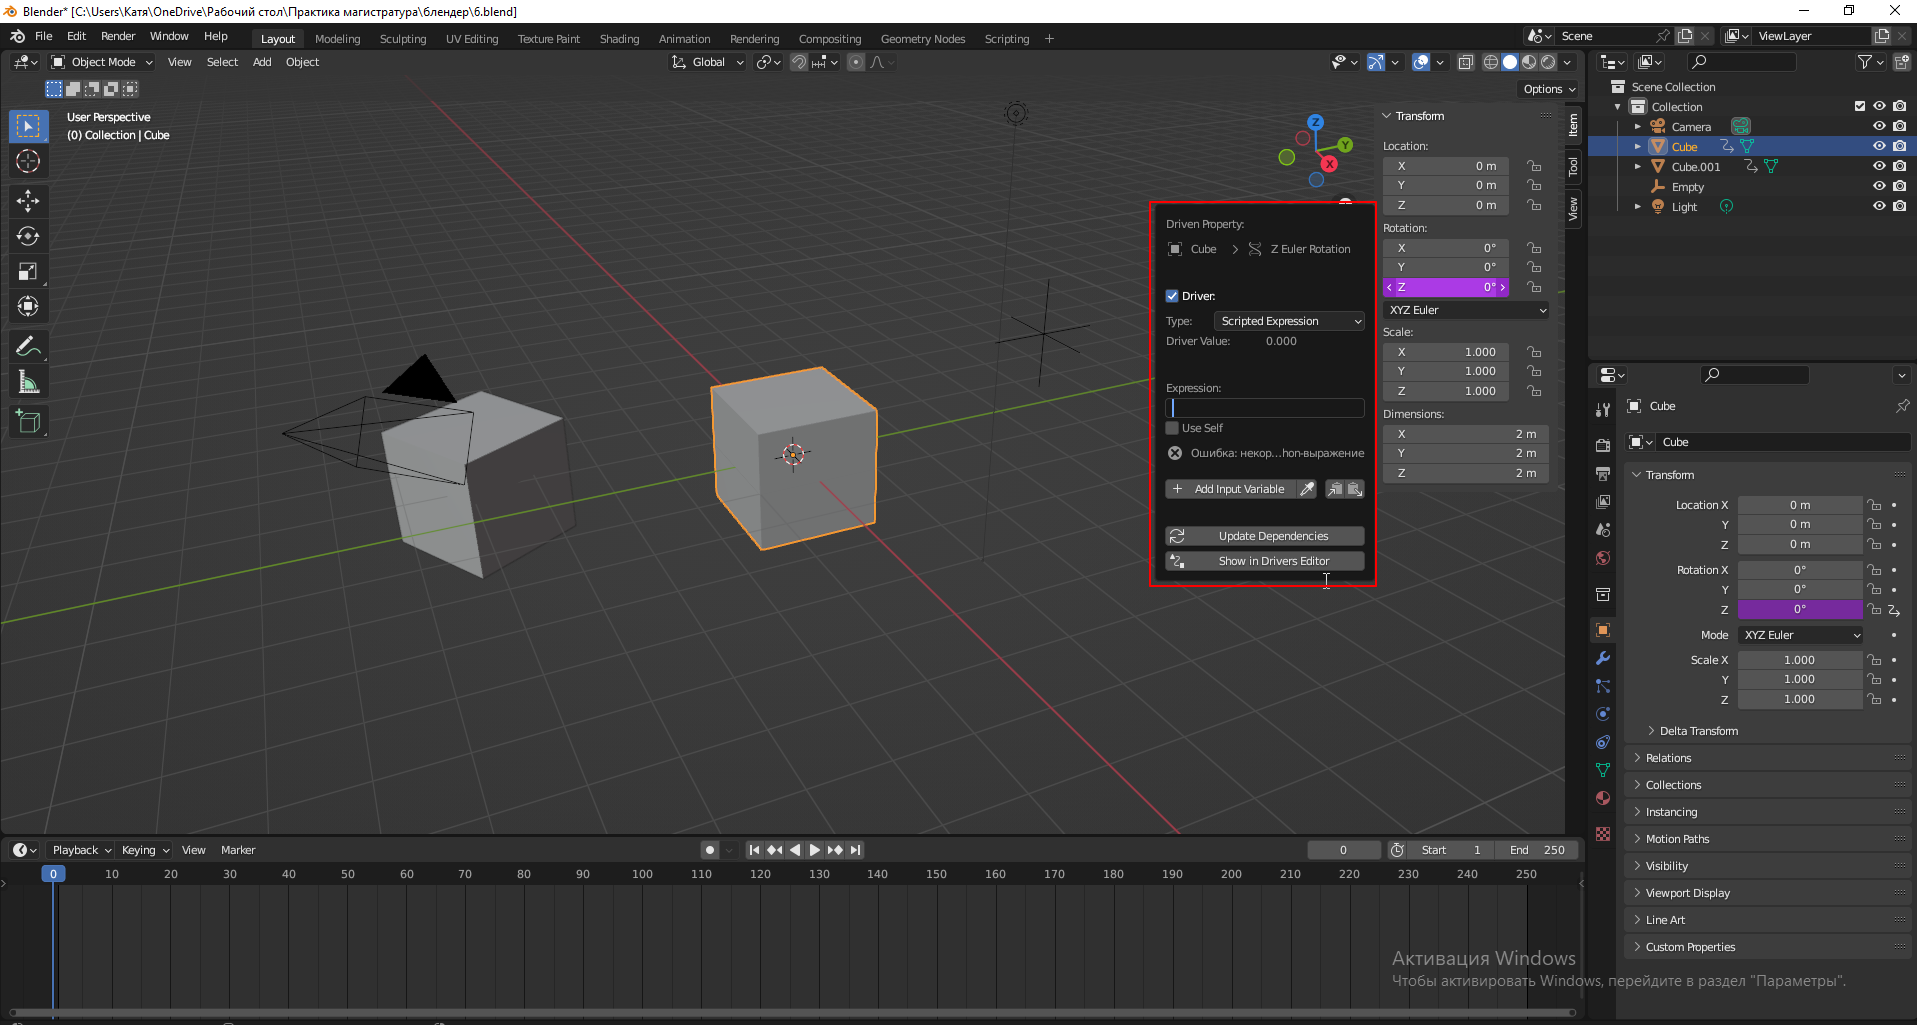 Blender* [C:\Users\Катя\OneDrive\Рабочий стол\Практика магистратура\блендер\6.blend]
File Edit Render Window Help Layout Modeling Sculpting UV Editing Texture Paint Shading Animation Rendering Compositing Geometry Nodes Scripting + Scene ViewLayer
Object Mode View Select Add Object Global
Options
User Perspective
(0) Collection | Cube
Z
Y
X
Transform
Location:
X 0 m
Y 0 m
Z 0 m
Rotation:
X 0°
Y 0°
Z 0°
XYZ Euler
Scale:
X 1.000
Y 1.000
Z 1.000
Dimensions:
X 2 m
Y 2 m
Z 2 m
Item
Tool
View
Driven Property:
Cube > Z Euler Rotation
Driver:
Type: Scripted Expression
Driver Value: 0.000
Expression:
Use Self
Ошибка: некор...hon-выражение
+ Add Input Variable
Update Dependencies
Show in Drivers Editor
Scene Collection
Collection
Camera
Cube
Cube.001
Empty
Light
Cube
Cube
Transform
Location X 0 m
Y 0 m
Z 0 m
Rotation X 0°
Y 0°
Z 0°
Mode XYZ Euler
Scale X 1.000
Y 1.000
Z 1.000
Delta Transform
Relations
Collections
Instancing
Motion Paths
Visibility
Viewport Display
Line Art
Custom Properties
Playback Keying View Marker 0 Start 1 End 250
0 10 20 30 40 50 60 70 80 90 100 110 120 130 140 150 160 170 180 190 200 210 220 230 240 250
Активация Windows
Чтобы активировать Windows, перейдите в раздел "Параметры".